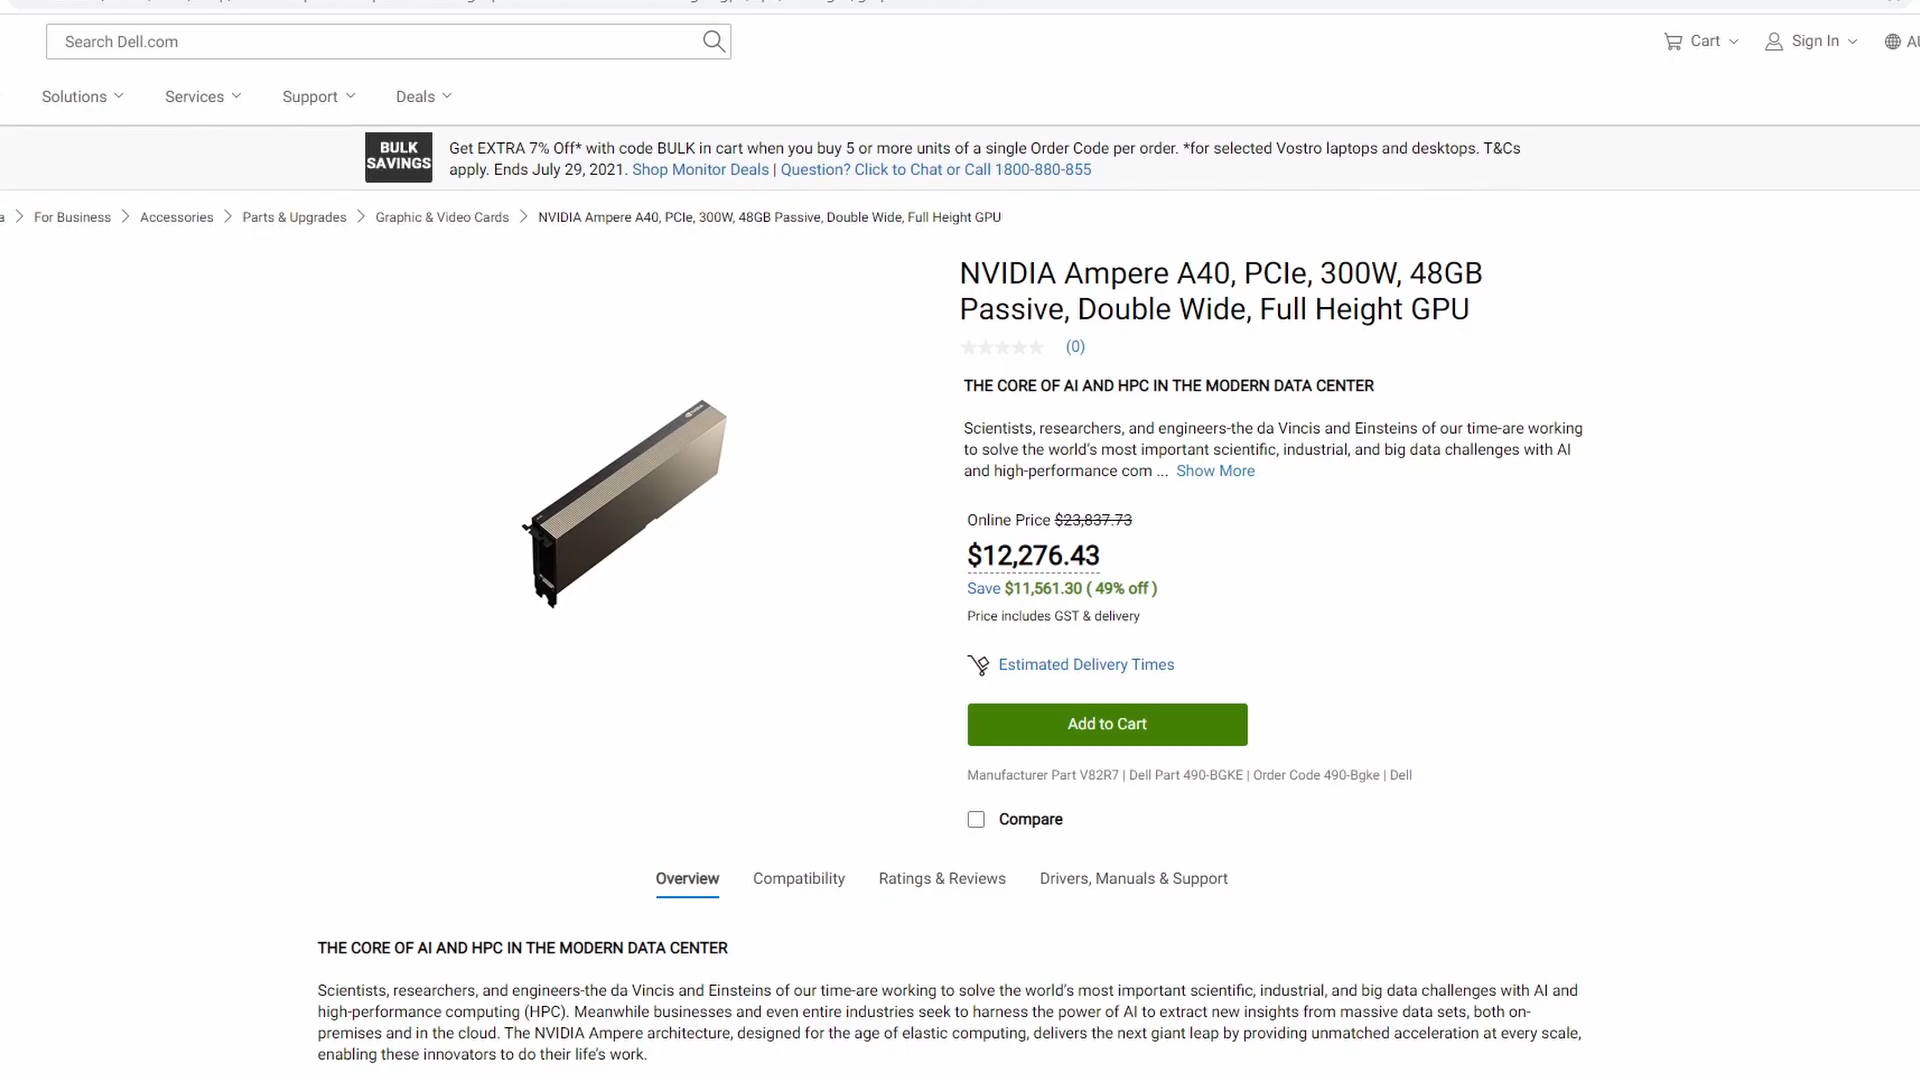 Search Dell.com
Cart
Sign In
Solutions
Services
Support
Deals
BULK
SAVINGS
Get EXTRA 7% Off* with code BULK in cart when you buy 5 or more units of a single Order Code per order. *for selected Vostro laptops and desktops. T&Cs
apply. Ends July 29, 2021. Shop Monitor Deals | Question? Click to Chat or Call 1800-880-855
For Business
Accessories
Parts & Upgrades
Graphic & Video Cards
NVIDIA Ampere A40, PCIe, 300W, 48GB Passive, Double Wide, Full Height GPU
NVIDIA Ampere A40, PCIe, 300W, 48GB
Passive, Double Wide, Full Height GPU
(0)
THE CORE OF AI AND HPC IN THE MODERN DATA CENTER
Scientists, researchers, and engineers-the da Vincis and Einsteins of our time-are working
to solve the world's most important scientific, industrial, and big data challenges with AI
and high-performance com ... Show More
Online Price $23,837.73
$12,276.43
Save $11,561.30 ( 49% off )
Price includes GST & delivery
Estimated Delivery Times
Add to Cart
Manufacturer Part V82R7 | Dell Part 490-BGKE | Order Code 490-Bgke | Dell
Compare
Overview
Compatibility
Ratings & Reviews
Drivers, Manuals & Support
THE CORE OF AI AND HPC IN THE MODERN DATA CENTER
Scientists, researchers, and engineers-the da Vincis and Einsteins of our time-are working to solve the world's most important scientific, industrial, and big data challenges with AI and
high-performance computing (HPC). Meanwhile businesses and even entire industries seek to harness the power of AI to extract new insights from massive data sets, both on-
premises and in the cloud. The NVIDIA Ampere architecture, designed for the age of elastic computing, delivers the next giant leap by providing unmatched acceleration at every scale,
enabling these innovators to do their life's work.